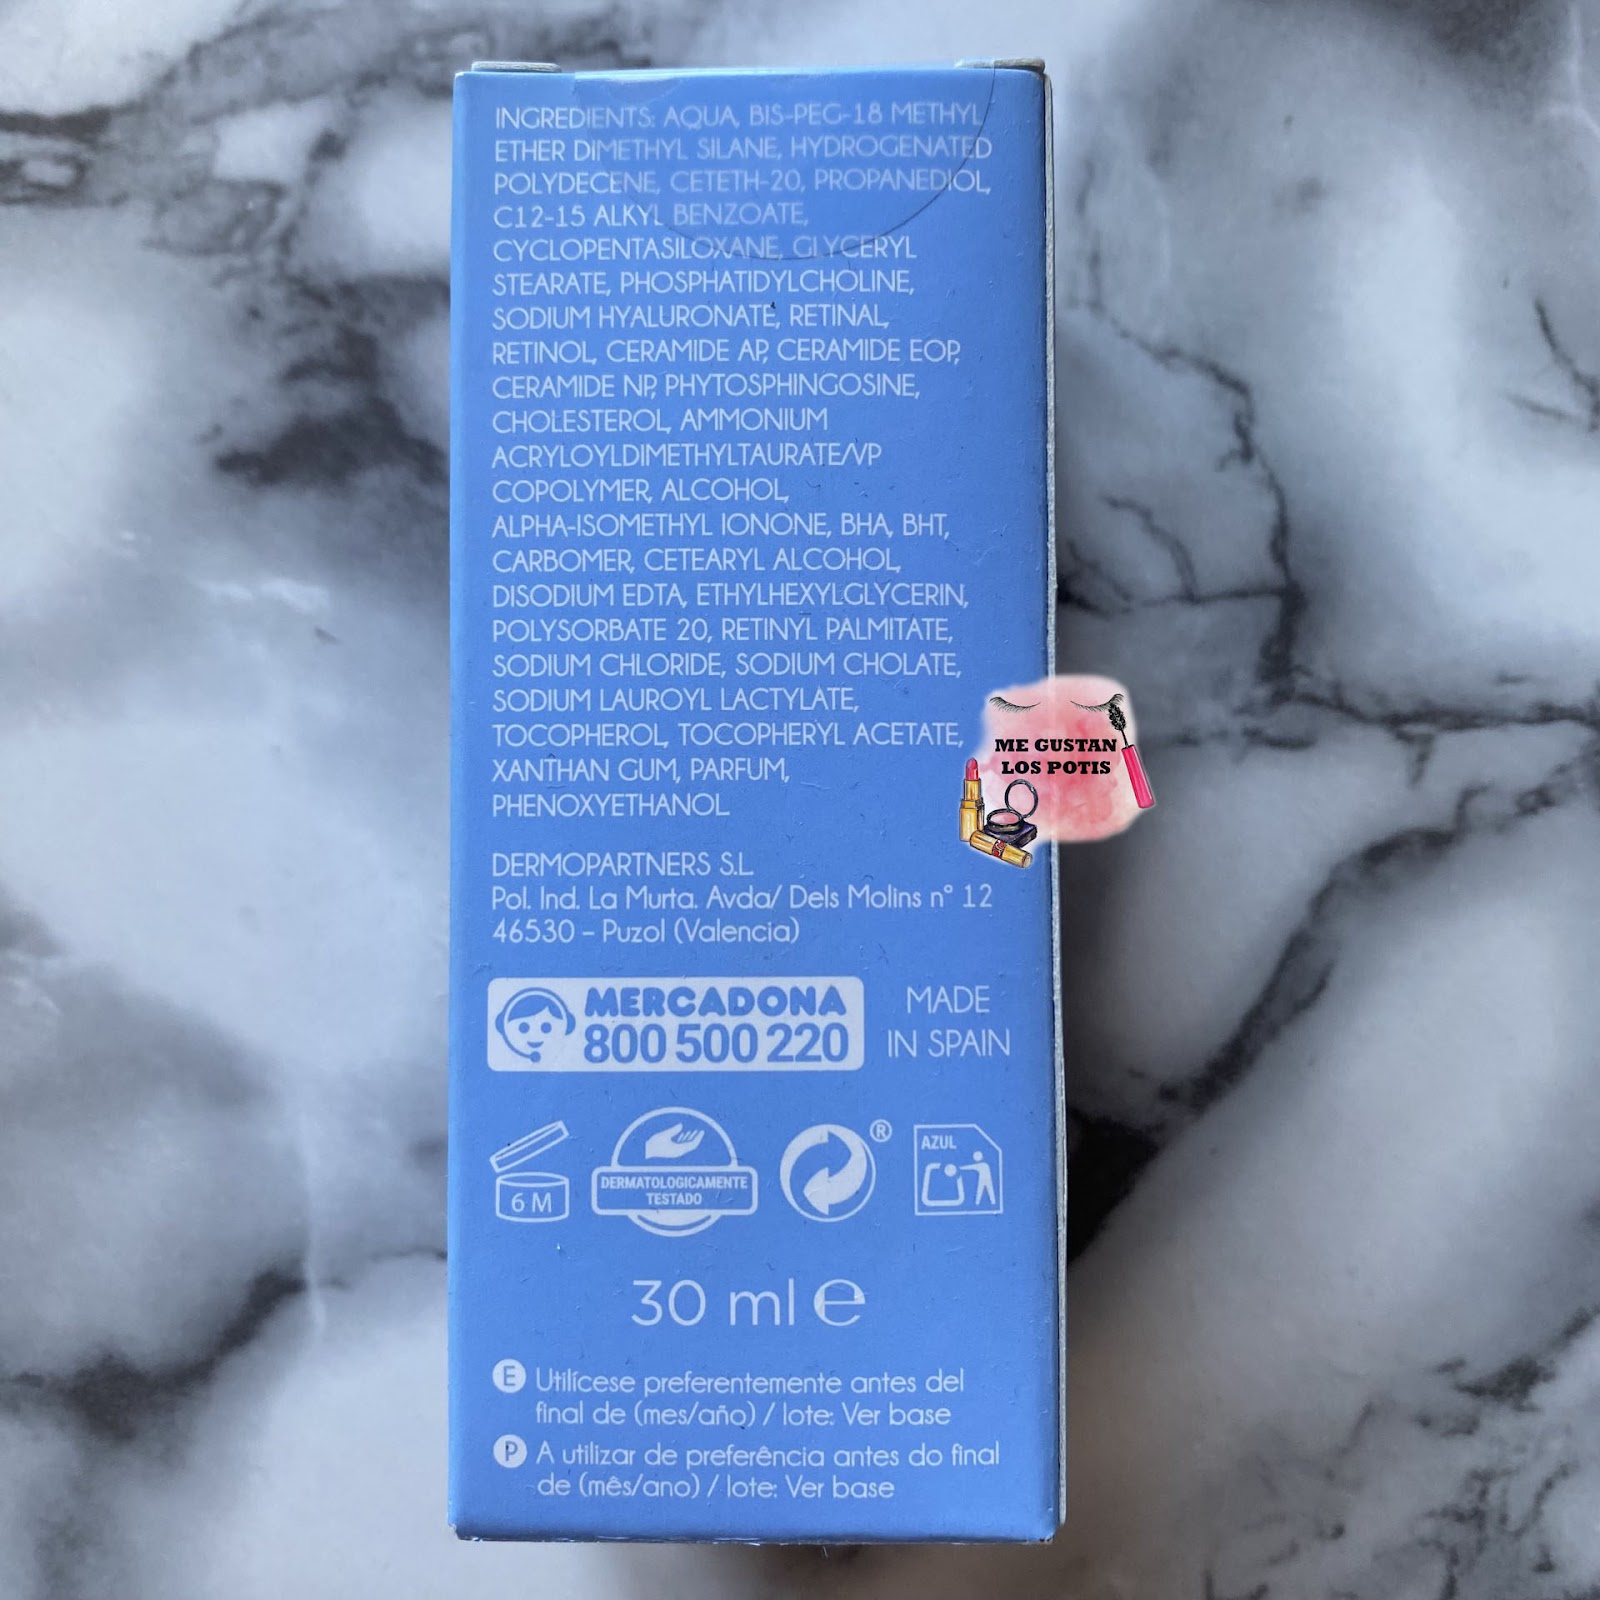 INGREDIENTS: AQUA, BIS-PEG-18 METHYL
ETHER DIMETHYL SILANE, HYDROGENATED
POLYDECENE, CETETH-20, PROPANEDIOL,
C12-15 ALKYL BENZOATE,
CYCLOPENTASILOXANE, GLYCERYL
STEARATE, PHOSPHATIDYLCHOLINE,
SODIUM HYALURONATE, RETINAL,
RETINOL, CERAMIDE AP, CERAMIDE EOP,
CERAMIDE NP, PHYTOSPHINGOSINE,
CHOLESTEROL, AMMONIUM
ACRYLOYLDIMETHYLTAURATE/VP
COPOLYMER, ALCOHOL,
ALPHA-ISOMETHYL IONONE, BHA, BHT,
CARBOMER, CETEARYL ALCOHOL,
DISODIUM EDTA, ETHYLHEXYLGLYCERIN,
POLYSORBATE 20, RETINYL PALMITATE,
SODIUM CHLORIDE, SODIUM CHOLATE,
SODIUM LAUROYL LACTYLATE,
TOCOPHEROL, TOCOPHERYL ACETATE,
XANTHAN GUM, PARFUM,
PHENOXYETHANOL
ME GUSTAN
LOS POTIS
DERMOPARTNERS S.L.
Pol. Ind. La Murta. Avda/ Dels Molins nº 12
46530 - Puzol (Valencia)
MERCADONA
800 500 220
MADE
IN SPAIN
6 M
DERMATOLOGICAMENTE
TESTADO
®
AZUL
30 ml e
E Utilícese preferentemente antes del
final de (mes/año) / lote: Ver base
P A utilizar de preferência antes do final
de (mês/ano) / lote: Ver base